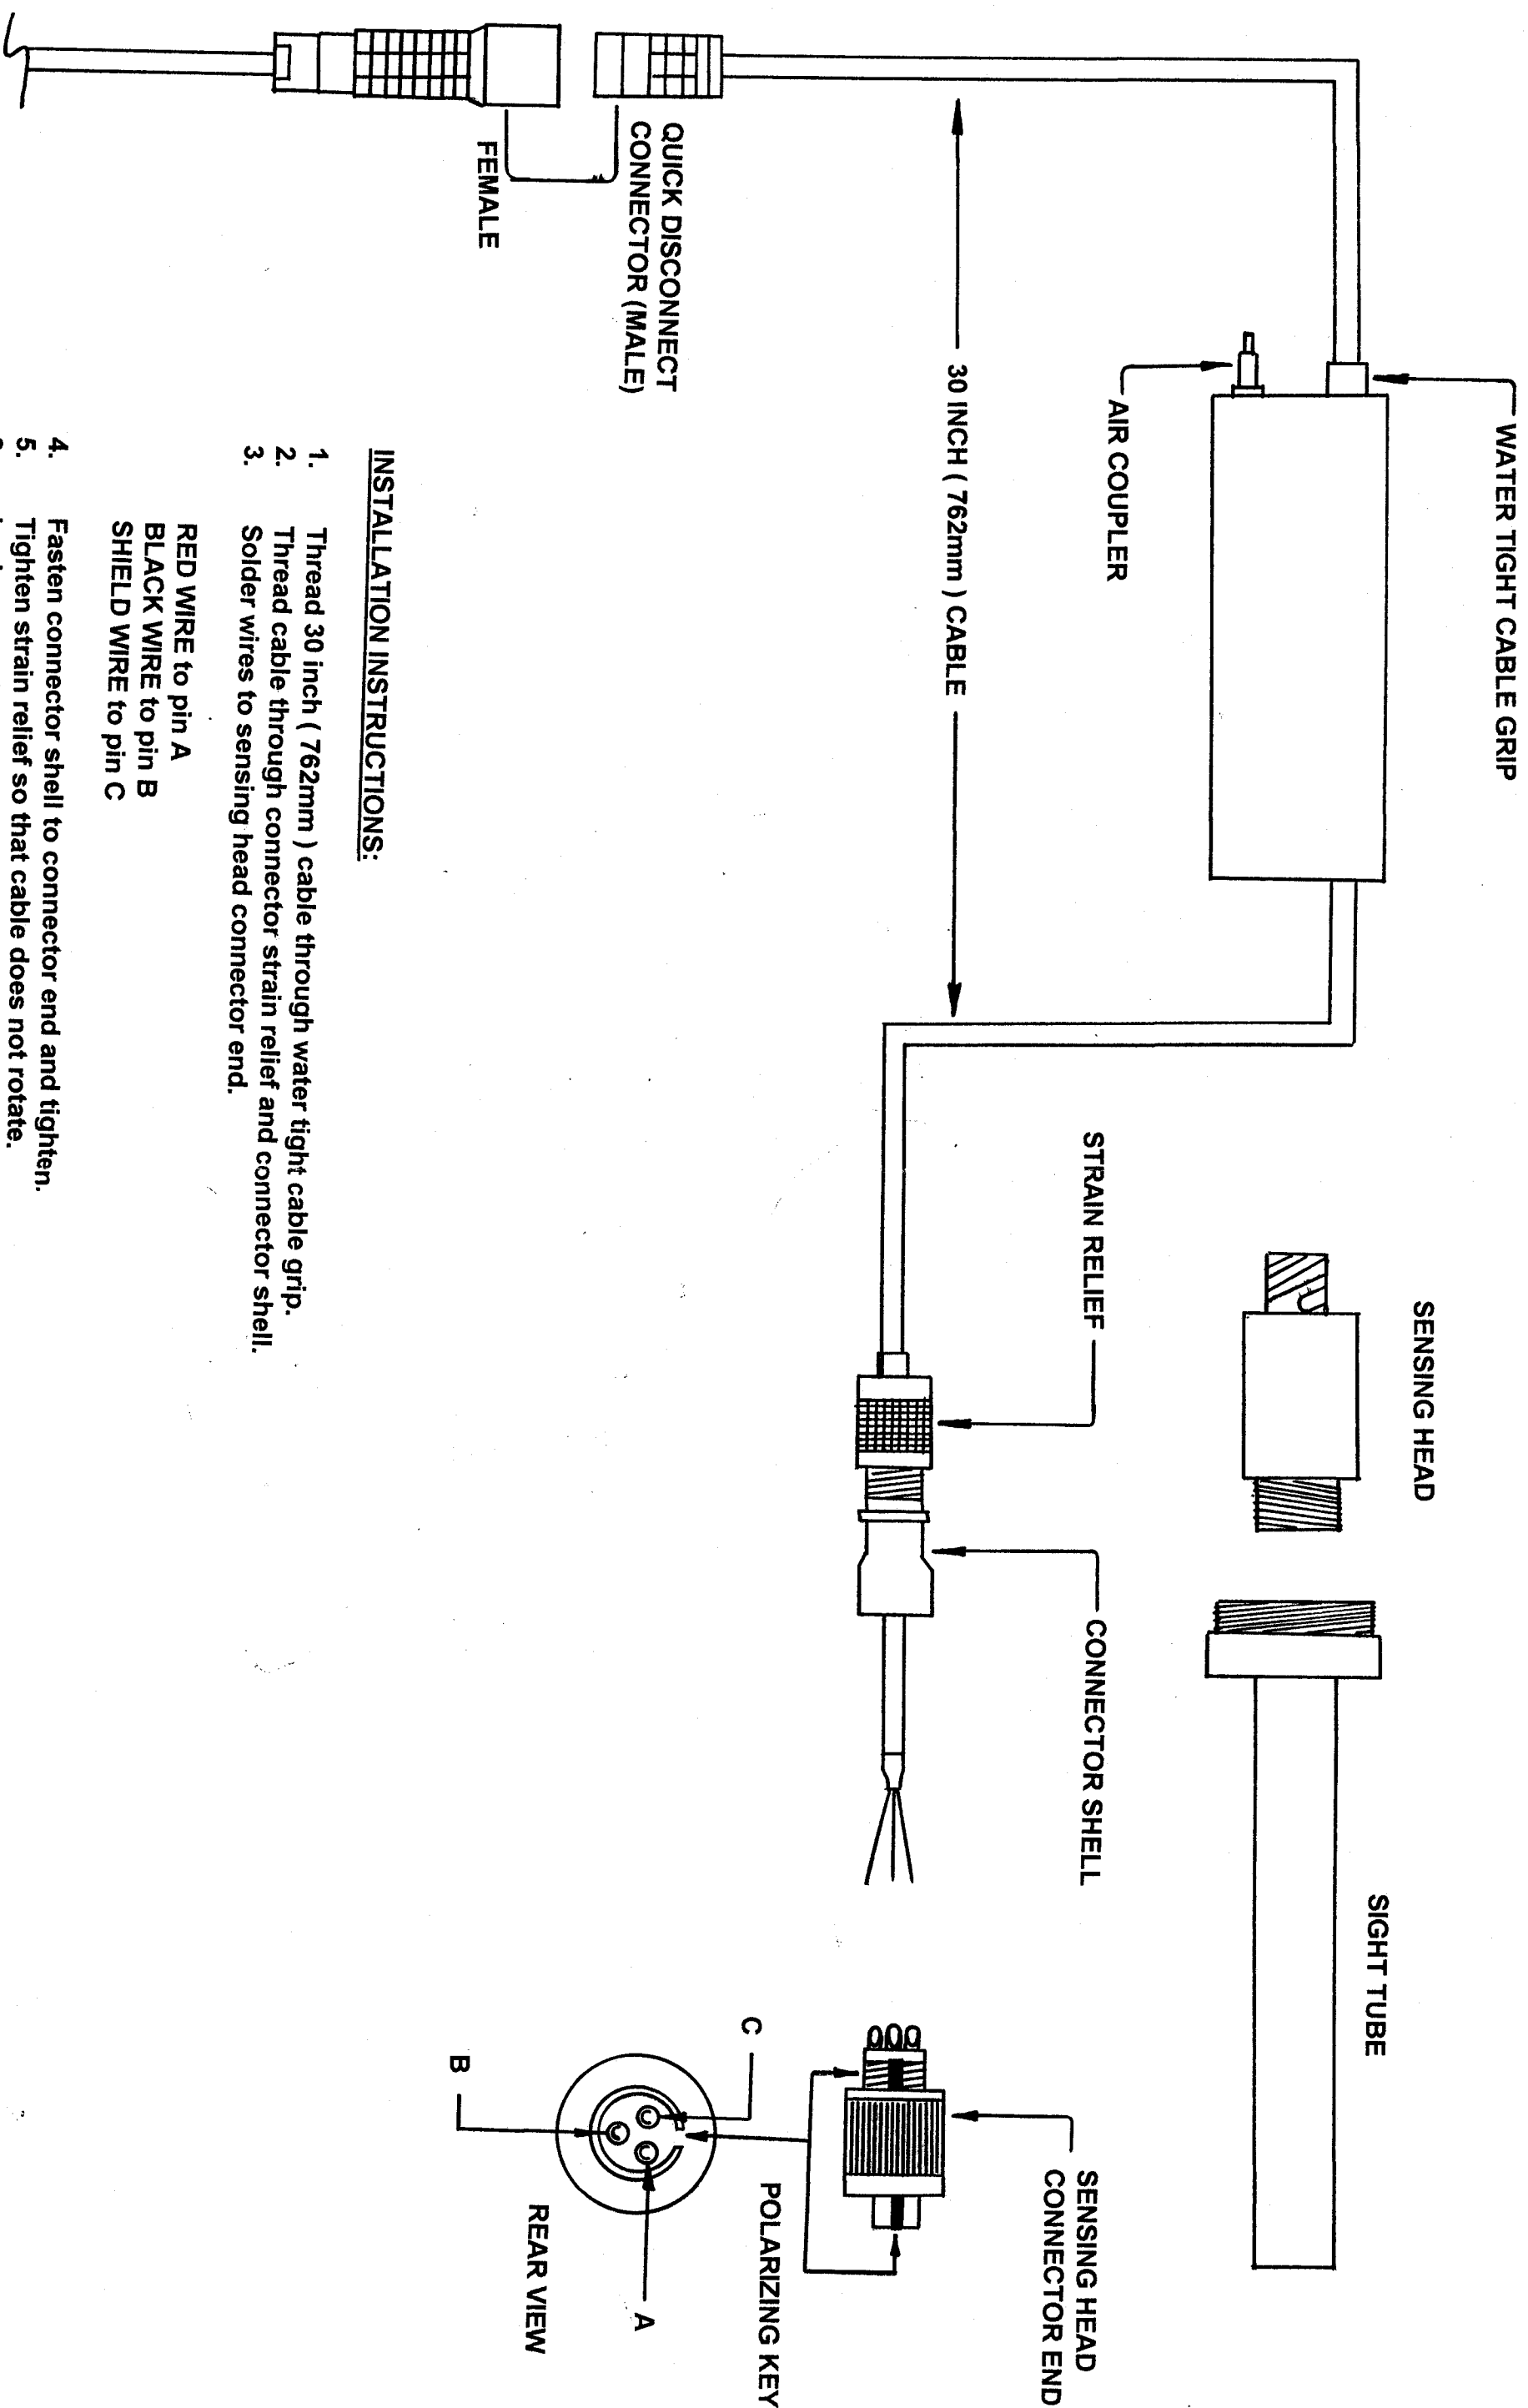 WATER TIGHT CABLE GRIP
AIR COUPLER
30 INCH ( 762mm ) CABLE
QUICK DISCONNECT
CONNECTOR (MALE)
FEMALE
SENSING HEAD
SIGHT TUBE
STRAIN RELIEF
CONNECTOR SHELL
SENSING HEAD
CONNECTOR END
POLARIZING KEY
C
B
A
REAR VIEW
INSTALLATION INSTRUCTIONS:
1. Thread 30 inch ( 762mm ) cable through water tight cable grip.
2. Thread cable through connector strain relief and connector shell.
3. Solder wires to sensing head connector end.
RED WIRE to pin A
BLACK WIRE to pin B
SHIELD WIRE to pin C
4. Fasten connector shell to connector end and tighten.
5. Tighten strain relief so that cable does not rotate.